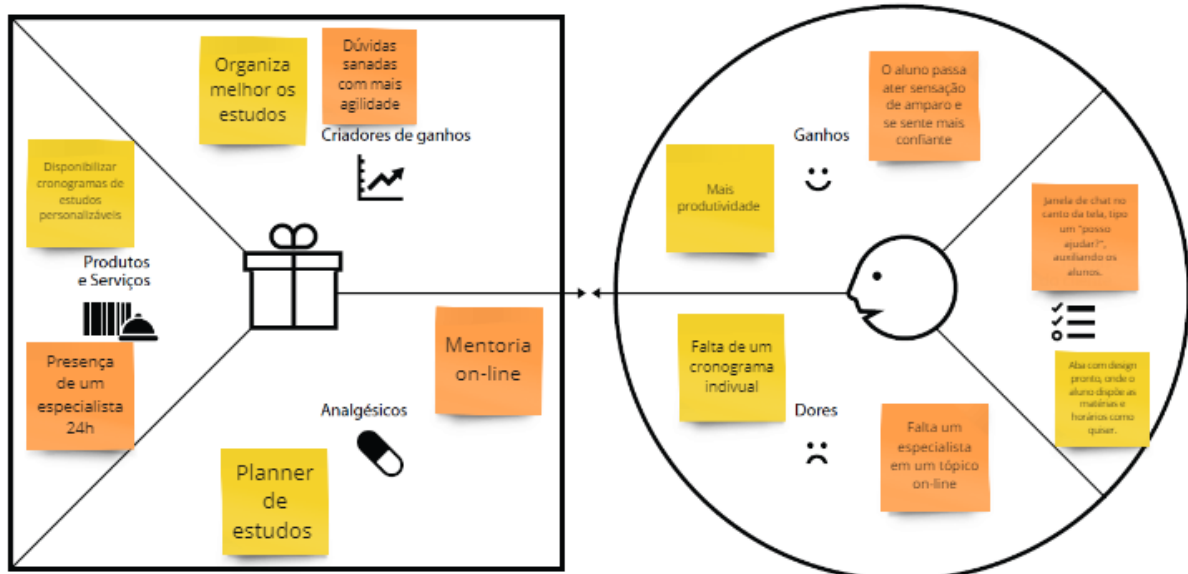 Organiza
melhor os
estudos
Dúvidas
sanadas
com mais
agilidade
Criadores de ganhos
Disponibilizar
cronogramas de
estudos
personalizáveis
Produtos
e Serviços
Presença
de um
especialista
24h
Mentoria
on-line
Analgésicos
Planner
de
estudos
O aluno passa
ater sensação
de amparo e
se sente mais
confiante
Ganhos
Mais
produtividade
Janela de chat no
canto da tela, tipo
um "posso
ajudar?",
auxiliando os
alunos.
Falta de um
cronograma
indivual
Dores
Falta um
especialista
em um tópico
on-line
Aba com design
pronto, onde o
aluno dispõe as
matérias e
horários como
quiser.